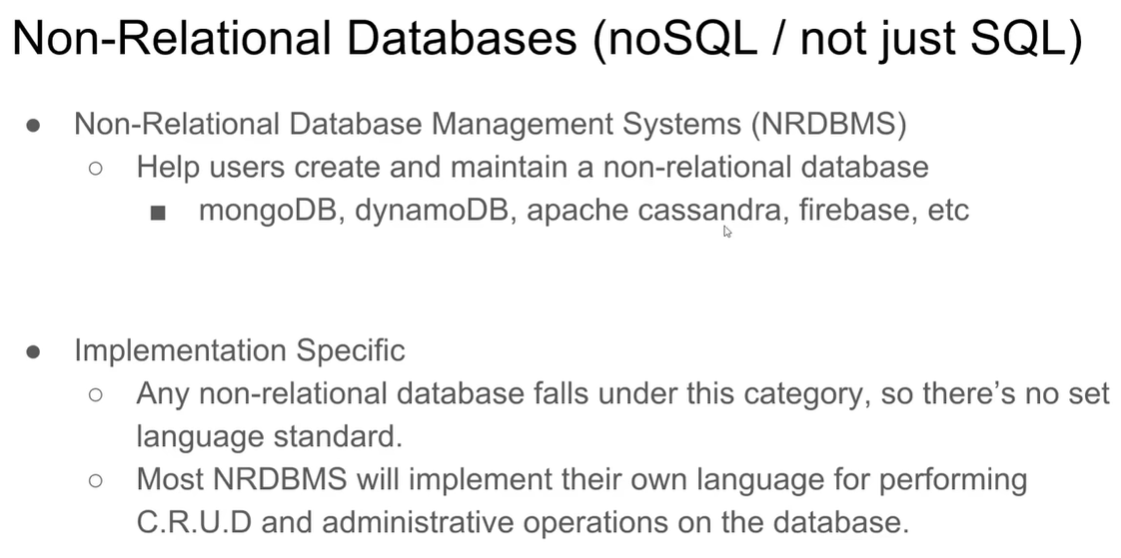 Non-Relational Databases (noSQL / not just SQL)
● Non-Relational Database Management Systems (NRDBMS)
○ Help users create and maintain a non-relational database
■ mongoDB, dynamoDB, apache cassandra, firebase, etc
● Implementation Specific
○ Any non-relational database falls under this category, so there’s no set
language standard.
○ Most NRDBMS will implement their own language for performing
C.R.U.D and administrative operations on the database.